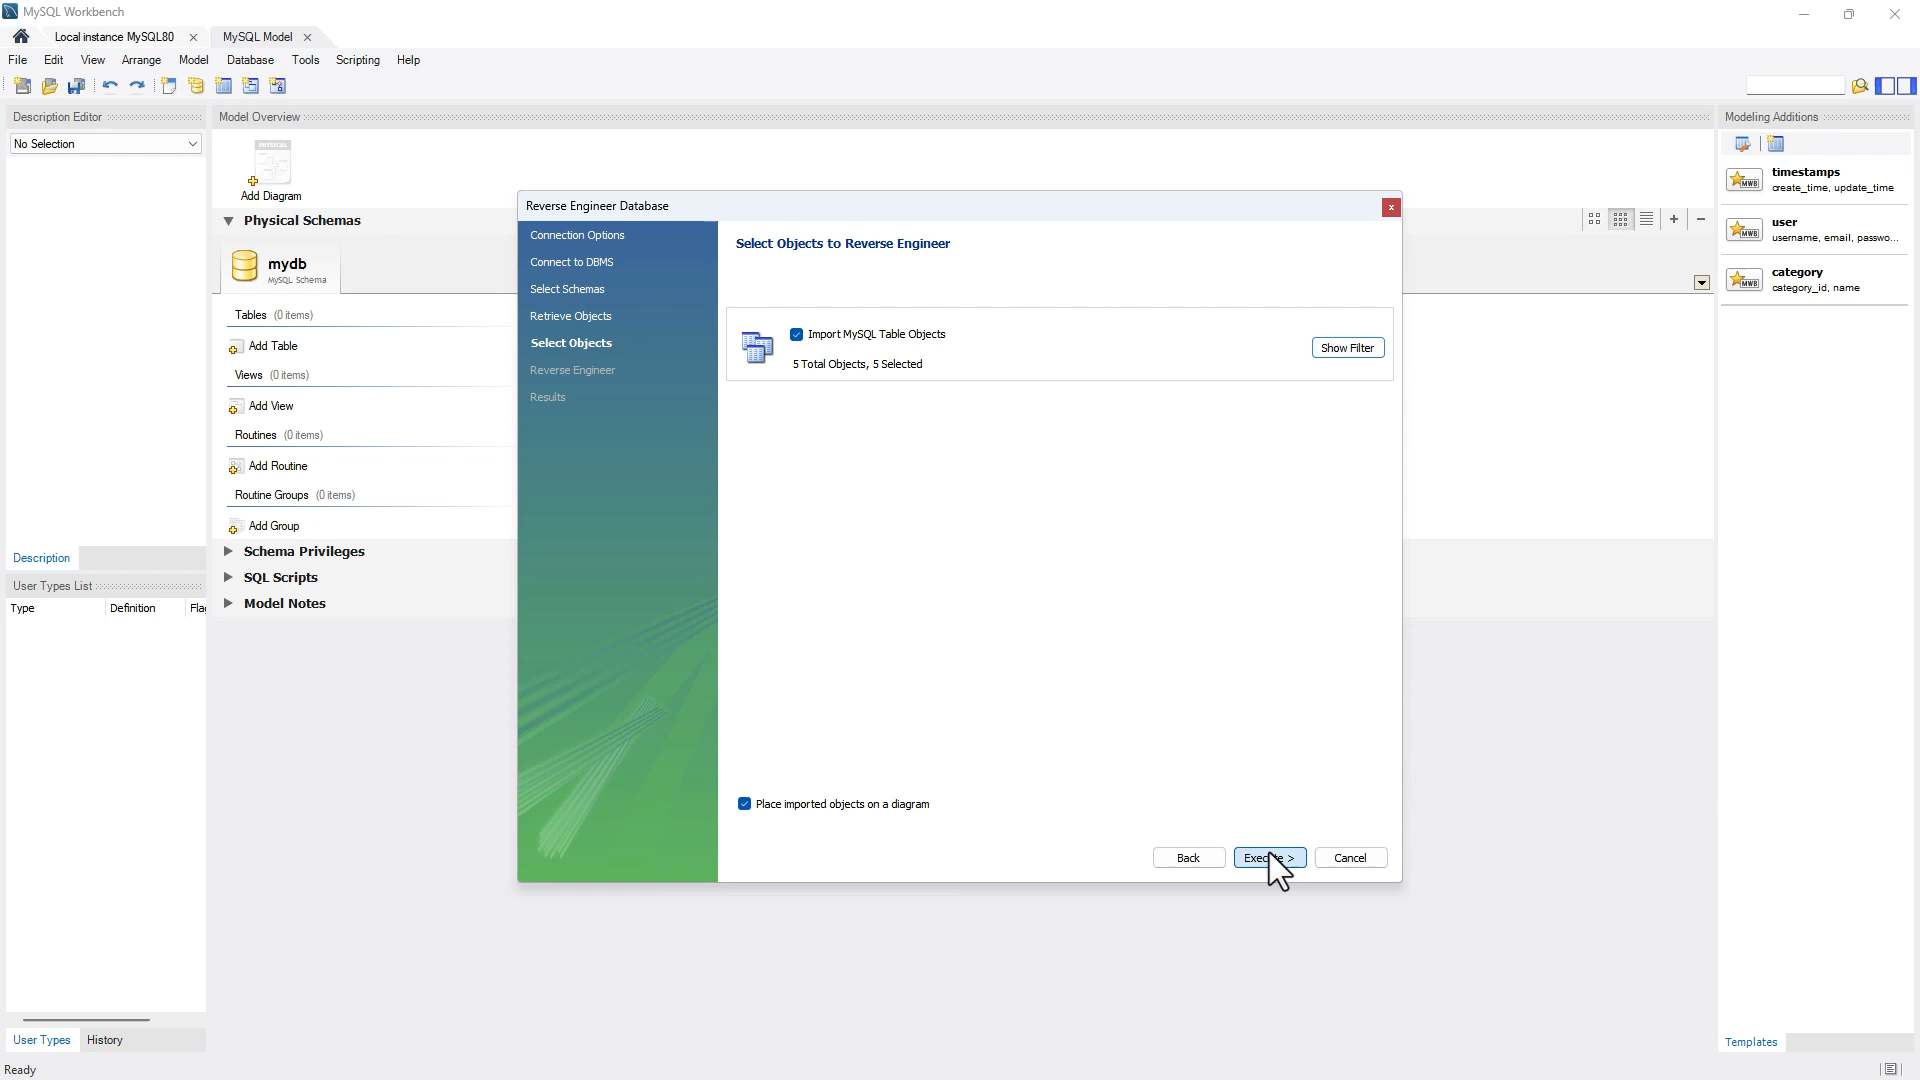 MySQL Workbench
Local instance MySQL80
MySQL Model
File Edit View Arrange Model Database Tools Scripting Help
Description Editor
No Selection
Description
User Types List
Type Definition Flag
User Types History
Ready
Model Overview
PHYSICAL
Add Diagram
Physical Schemas
mydb
MySQL Schema
Tables (0 items)
Add Table
Views (0 items)
Add View
Routines (0 items)
Add Routine
Routine Groups (0 items)
Add Group
Schema Privileges
SQL Scripts
Model Notes
Reverse Engineer Database
Connection Options
Connect to DBMS
Select Schemas
Retrieve Objects
Select Objects
Reverse Engineer
Results
Select Objects to Reverse Engineer
Import MySQL Table Objects
5 Total Objects, 5 Selected
Show Filter
Place imported objects on a diagram
Back Execute > Cancel
Modeling Additions
MWB
timestamps
create_time, update_time
MWB
user
username, email, passwo...
MWB
category
category_id, name
Templates